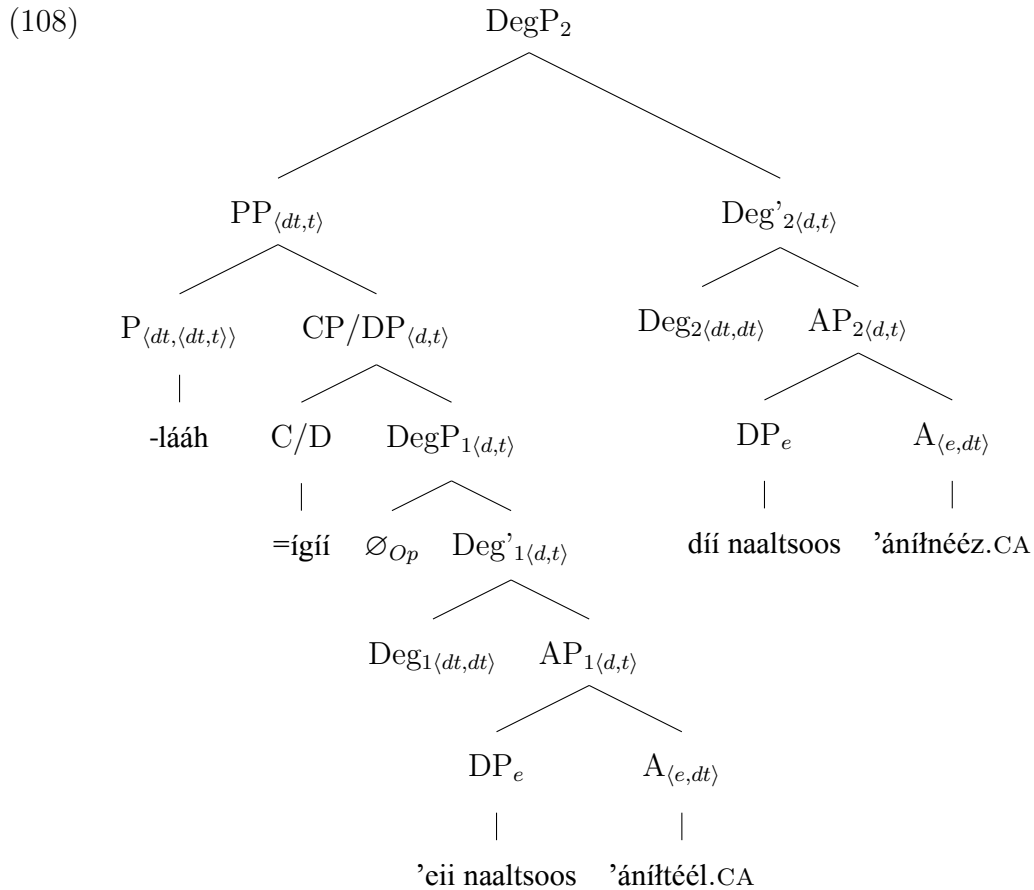 (108) DegP₂
PP⟨dt,t⟩ Deg’₂⟨d,t⟩
P⟨dt,⟨dt,t⟩⟩ CP/DP⟨d,t⟩ Deg₂⟨dt,dt⟩ AP₂⟨d,t⟩
-lááh C/D DegP₁⟨d,t⟩ DPₑ A⟨e,dt⟩
=ígíí ∅Op Deg’₁⟨d,t⟩ díí naaltsoos ’áníłnééz.CA
Deg₁⟨dt,dt⟩ AP₁⟨d,t⟩
DPₑ A⟨e,dt⟩
’eii naaltsoos ’áníłtéél.CA